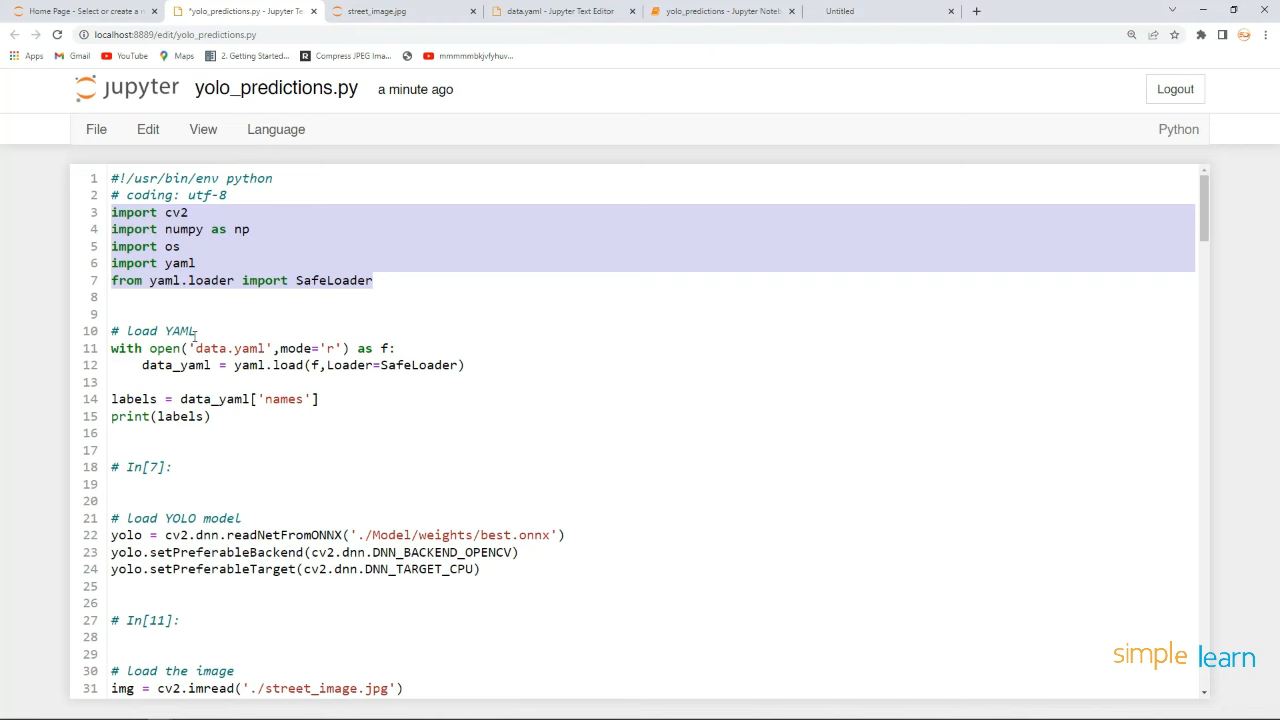 Home Page - Select or create a n
*yolo_predictions.py - Jupyter Te
street_image.jpg
data.yaml - Jupyter Text Editor
yolo_predictions - Jupyter Note
Untitled
localhost:8889/edit/yolo_predictions.py
Apps
Gmail
YouTube
Maps
2. Getting Started...
Compress JPEG Ima...
mmmmmbkjvfyhuvt...
jupyter
yolo_predictions.py
a minute ago
Logout
File
Edit
View
Language
Python
1 #!/usr/bin/env python
2 # coding: utf-8
3 import cv2
4 import numpy as np
5 import os
6 import yaml
7 from yaml.loader import SafeLoader
8
9
10 # load YAML
11 with open('data.yaml',mode='r') as f:
12 data_yaml = yaml.load(f,Loader=SafeLoader)
13
14 labels = data_yaml['names']
15 print(labels)
16
17
18 # In[7]:
19
20
21 # load YOLO model
22 yolo = cv2.dnn.readNetFromONNX('./Model/weights/best.onnx')
23 yolo.setPreferableBackend(cv2.dnn.DNN_BACKEND_OPENCV)
24 yolo.setPreferableTarget(cv2.dnn.DNN_TARGET_CPU)
25
26
27 # In[11]:
28
29
30 # load the image
31 img = cv2.imread('./street_image.jpg')
simplelearn